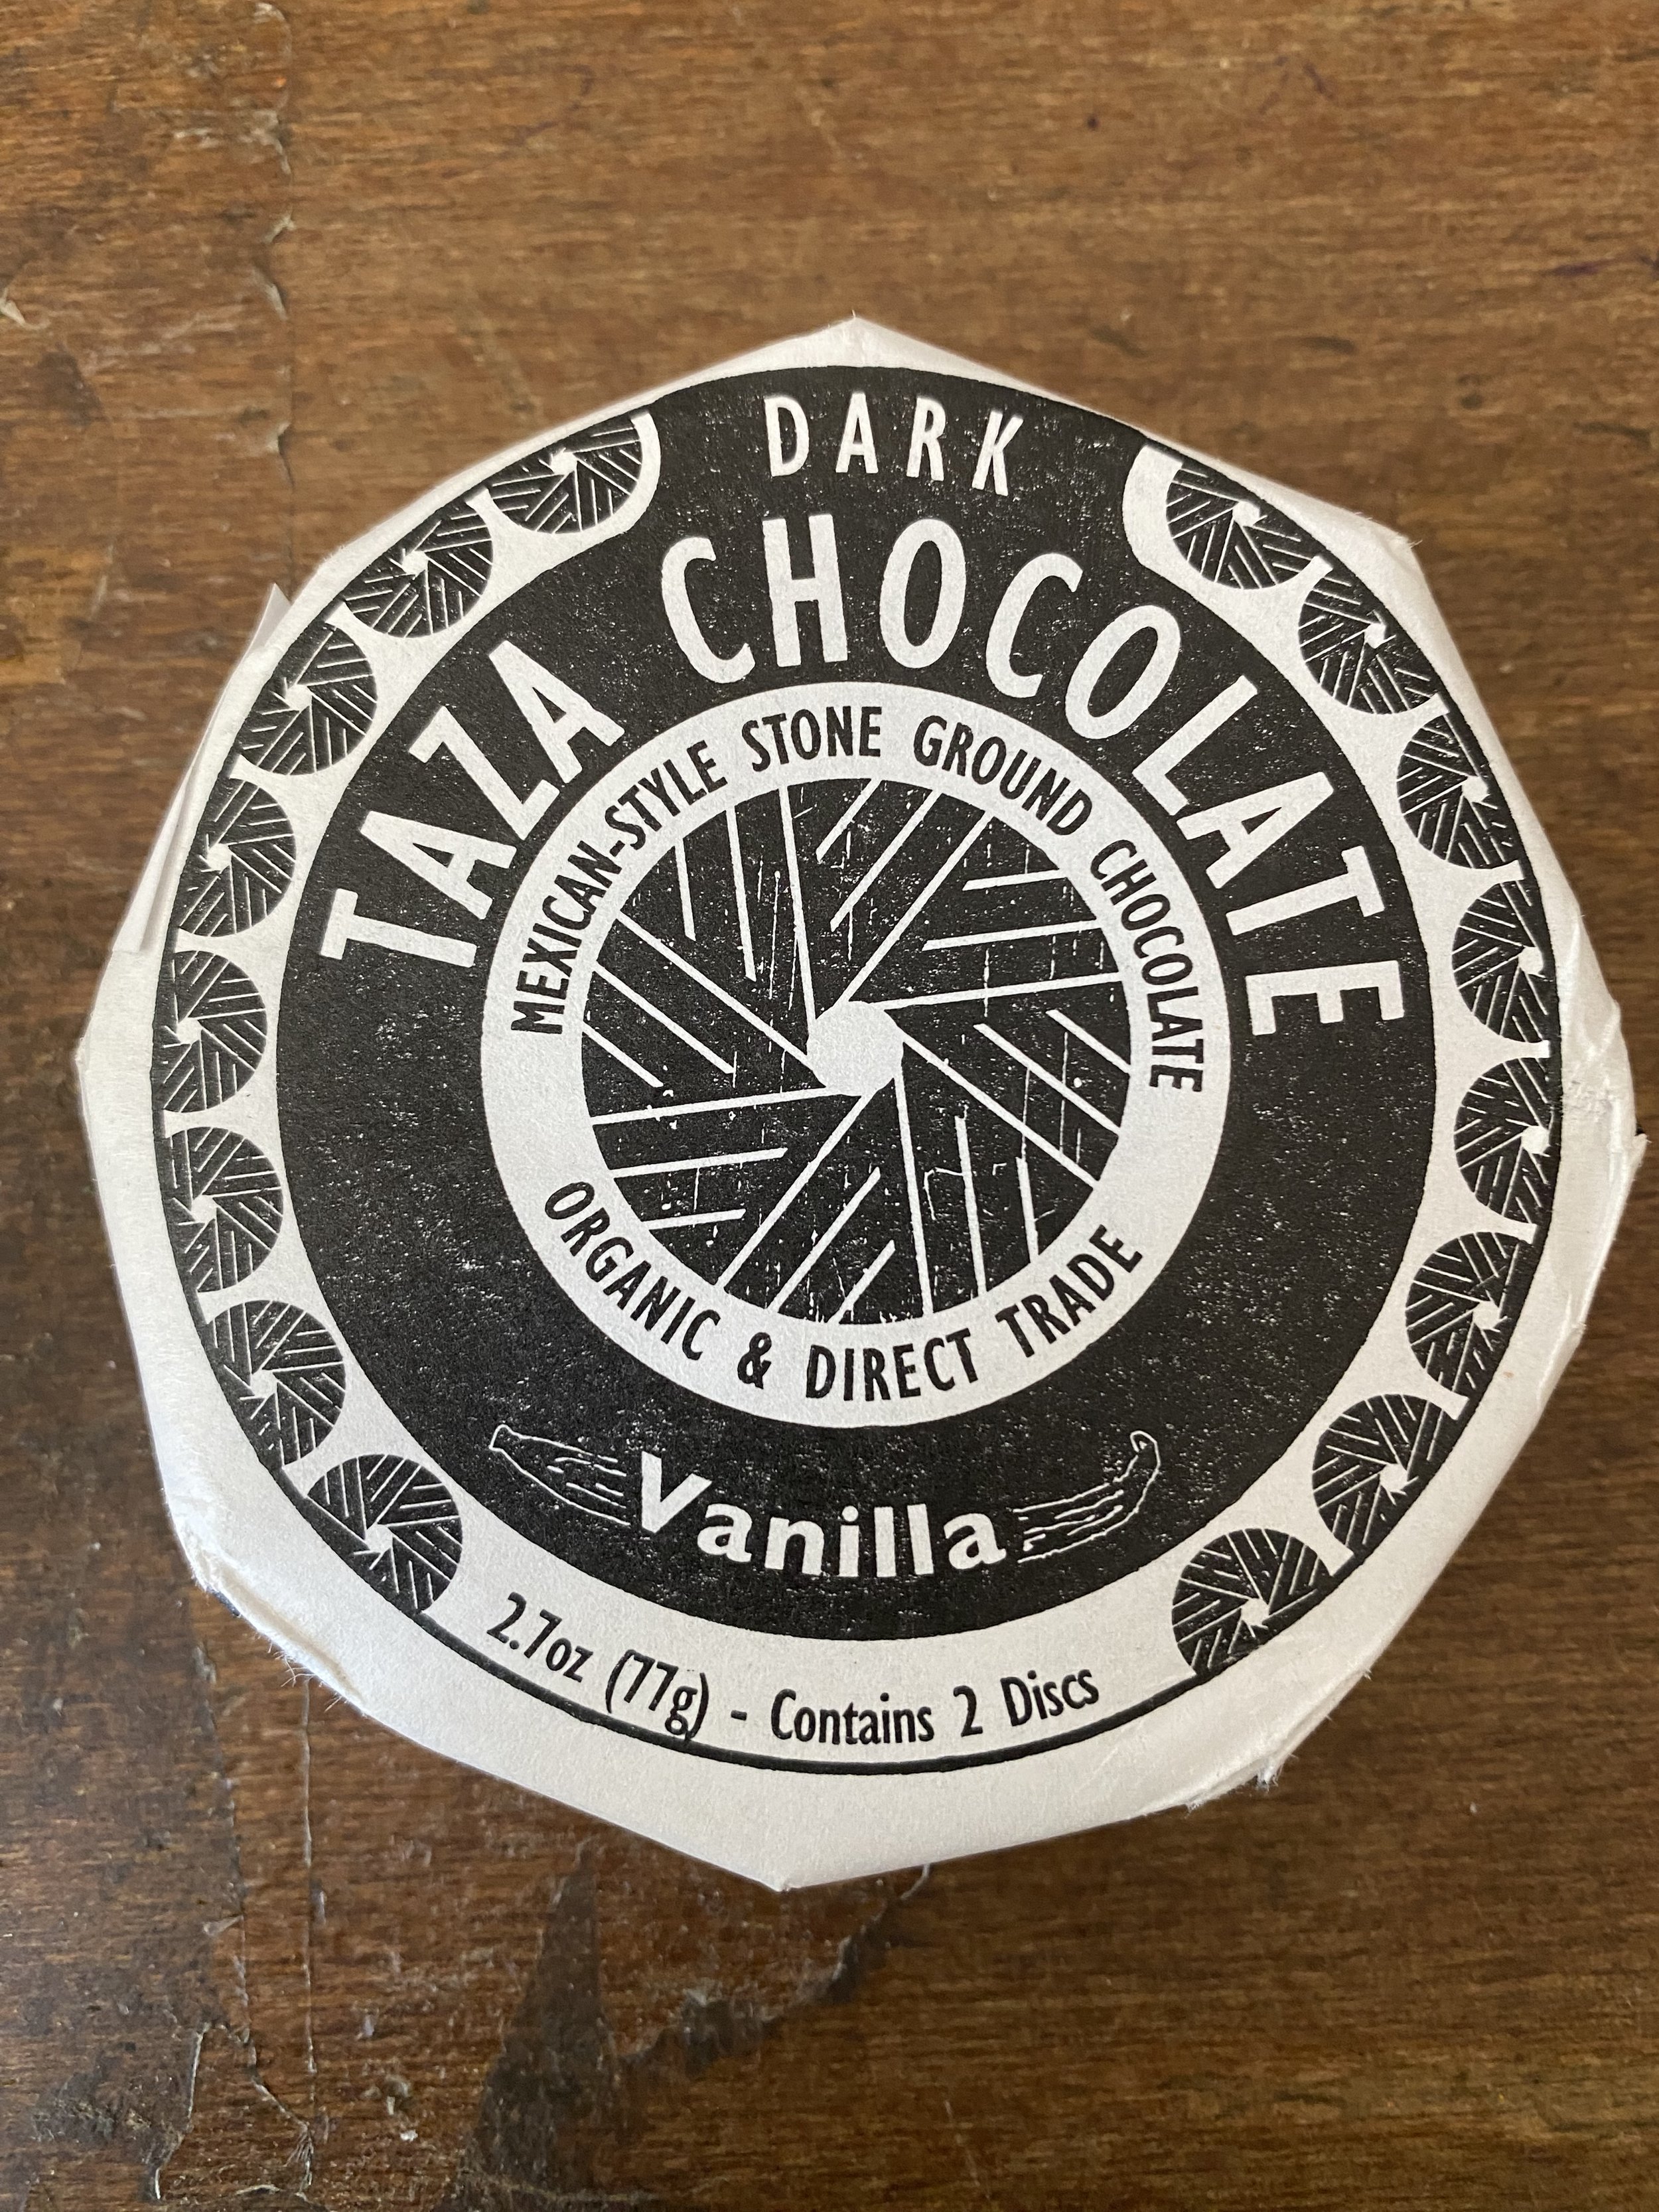 DARK
TAZA CHOCOLATE
MEXICAN-STYLE STONE GROUND CHOCOLATE
ORGANIC & DIRECT TRADE
Vanilla
2.7oz (77g) - Contains 2 Discs